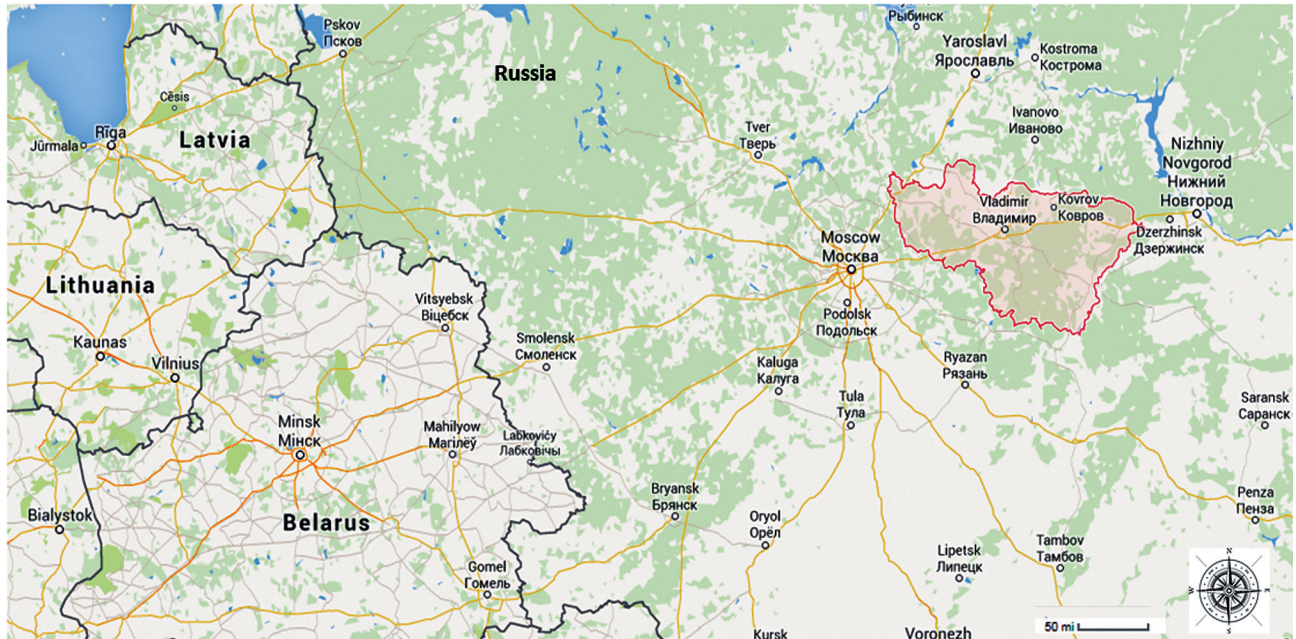 Рыбинск
Pskov
Псков
Yaroslavl
Ярославль
Kostroma
Кострома
Russia
Cēsis
Ivanovo
Иваново
Rīga
Jūrmala
Latvia
Tver
Тверь
Nizhniy
Novgorod
Нижний
Новгород
Vladimir
Владимир
Kovrov
Ковров
Dzerzhinsk
Дзержинск
Moscow
Москва
Lithuania
Vitsyebsk
Віцебск
Podolsk
Подольск
Kaunas
Vilnius
Smolensk
Смоленск
Kaluga
Калуга
Ryazan
Рязань
Tula
Тула
Saransk
Саранск
Minsk
Мінск
Mahilyow
Магілёў
Labkovičy
Лабковічы
Bryansk
Брянск
Penza
Пенза
Bialystok
Belarus
Oryol
Орёл
Tambov
Тамбов
Lipetsk
Липецк
Gomel
Гомель
N
W
E
S
50 mi
Kursk
Voronezh